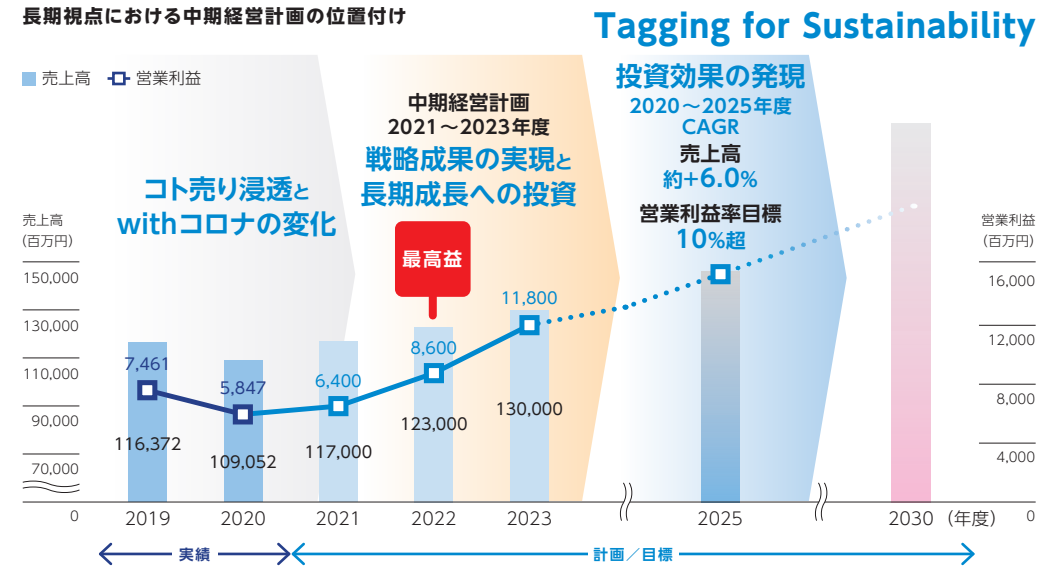 長期視点における中期経営計画の位置付け
Tagging for Sustainability
売上高 営業利益
コト売り浸透と
withコロナの変化
中期経営計画
2021～2023年度
戦略成果の実現と
長期成長への投資
投資効果の発現
2020～2025年度
CAGR
売上高
約+6.0%
営業利益率目標
10%超
最高益
売上高
(百万円)
150,000
130,000
110,000
90,000
70,000
0
営業利益
(百万円)
16,000
12,000
8,000
4,000
0
7,461
5,847
6,400
8,600
11,800
116,372
109,052
117,000
123,000
130,000
2019 2020 2021 2022 2023 2025 2030 (年度)
実績 計画／目標